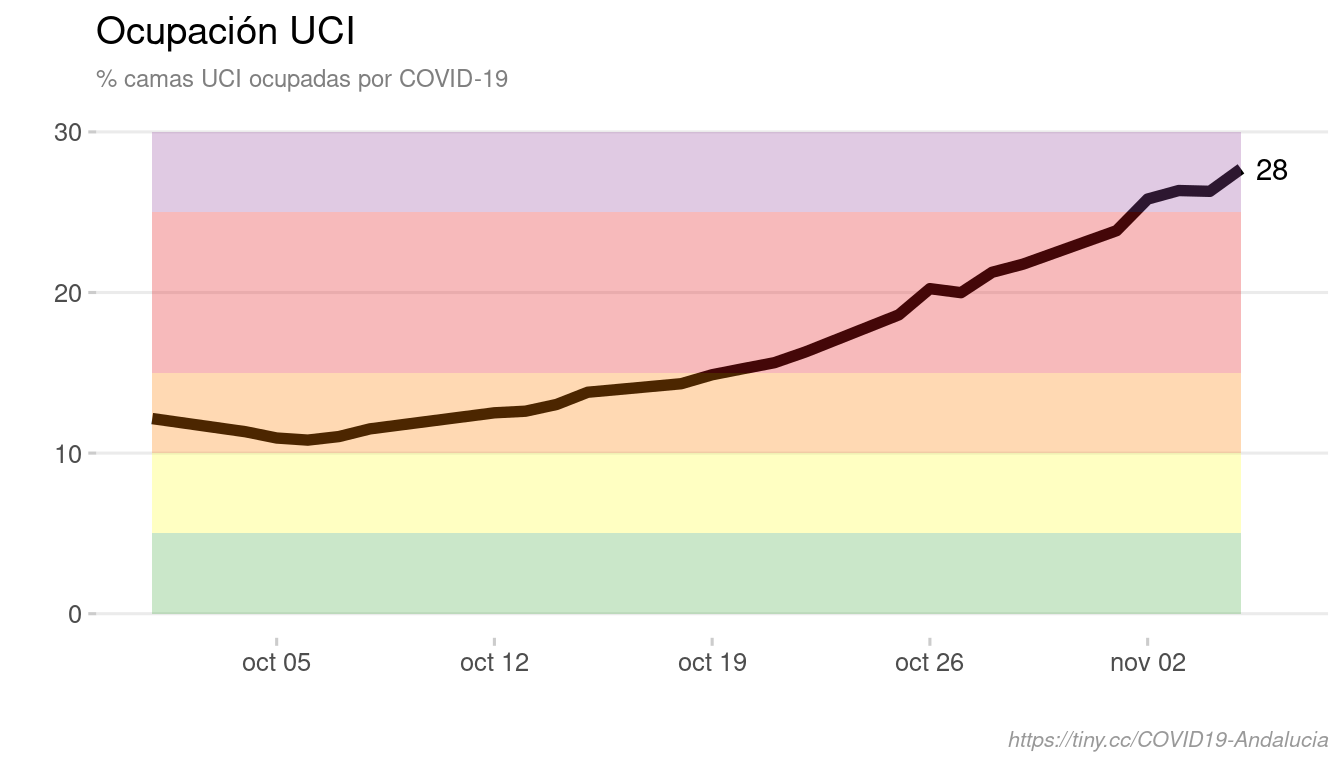 Ocupación UCI
% camas UCI ocupadas por COVID-19
30
28
20
10
0
oct 05 oct 12 oct 19 oct 26 nov 02
https://tiny.cc/COVID19-Andalucia